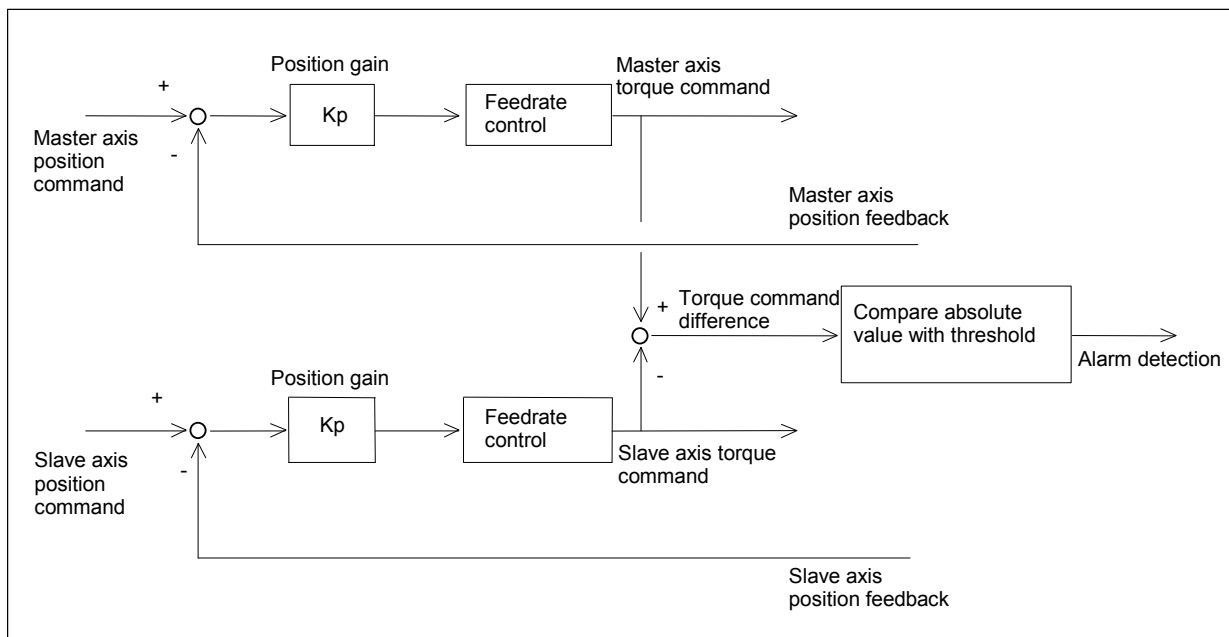 Position gain
Master axis
torque command
+
Kp
Feedrate
control
Master axis
position
command
-
Master axis
position feedback
+
Torque command
difference
Compare absolute
value with threshold
Alarm detection
-
Position gain
+
Kp
Feedrate
control
Slave axis
position
command
-
Slave axis torque
command
Slave axis
position feedback